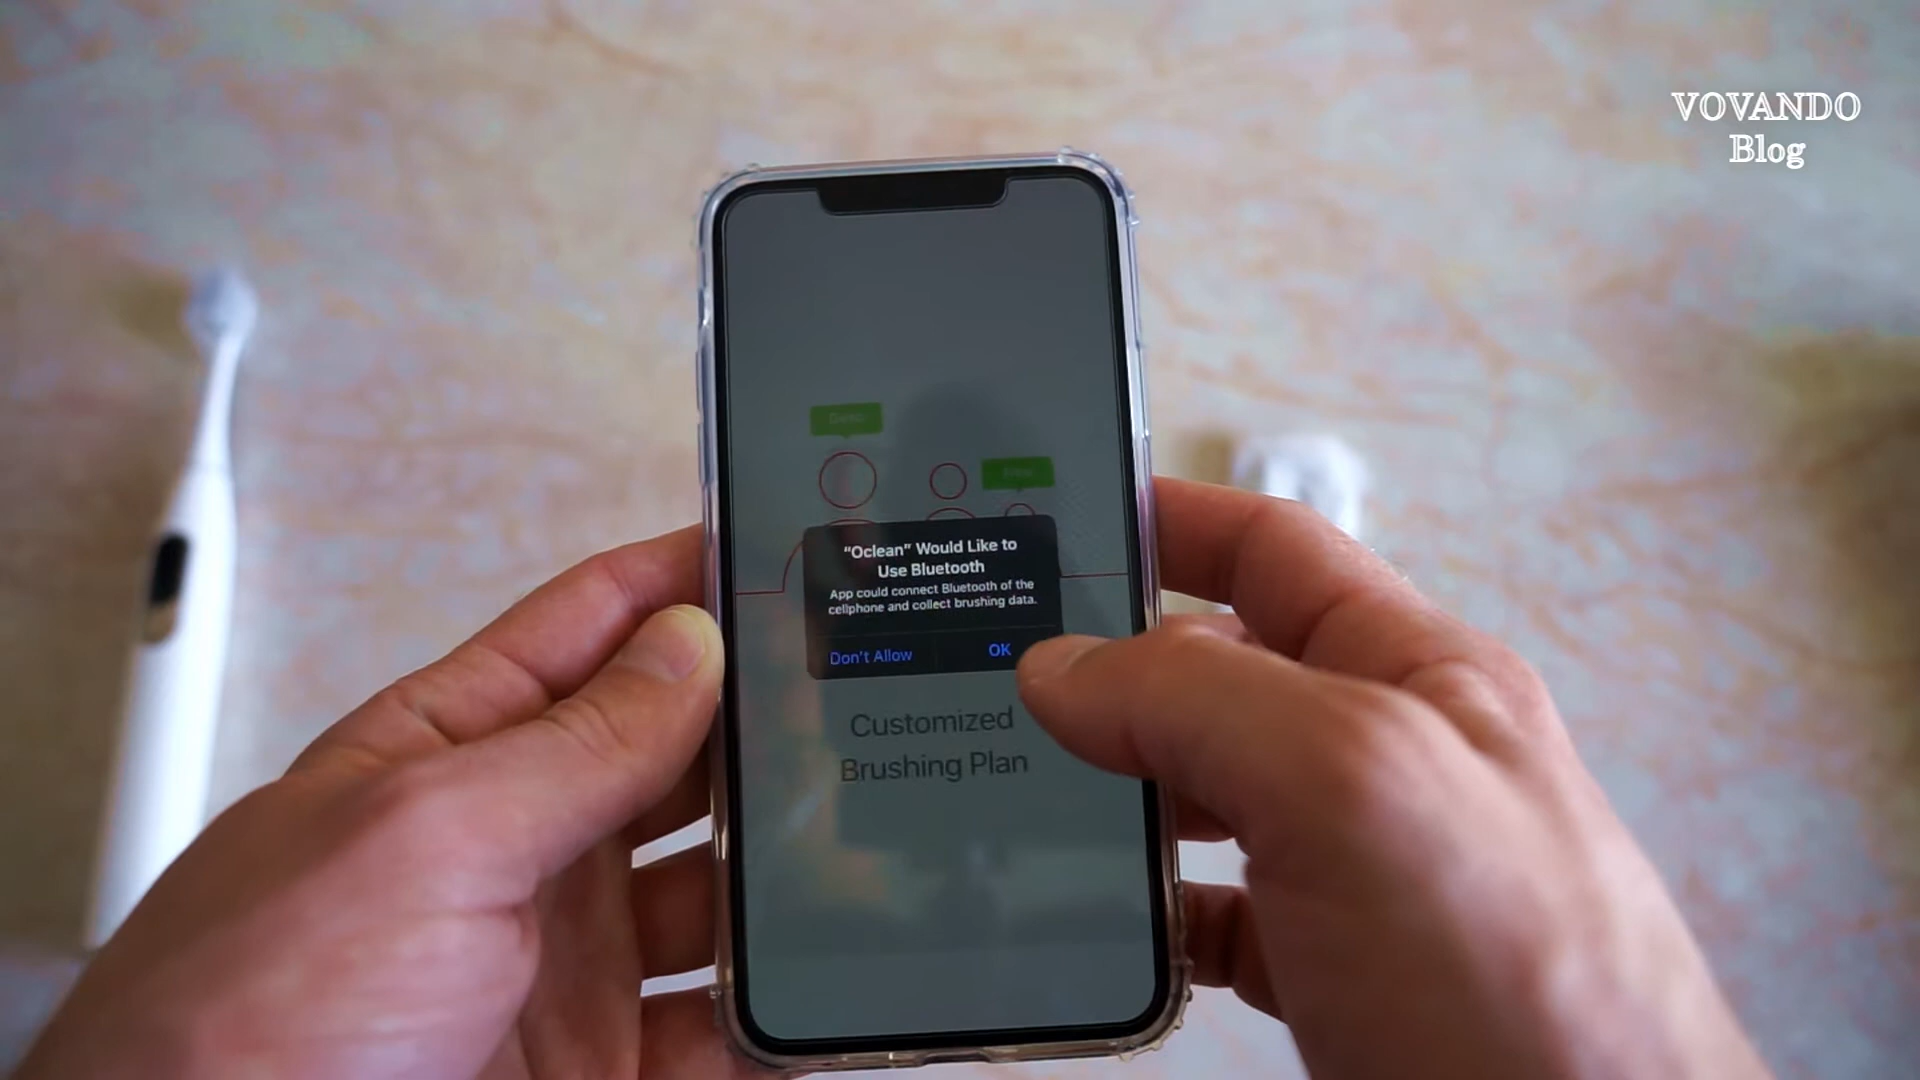 VOVANDO
Blog
“Oclean” Would Like to
Use Bluetooth
App could connect Bluetooth of the
cellphone and collect brushing data.
Don't Allow
OK
Customized
Brushing Plan